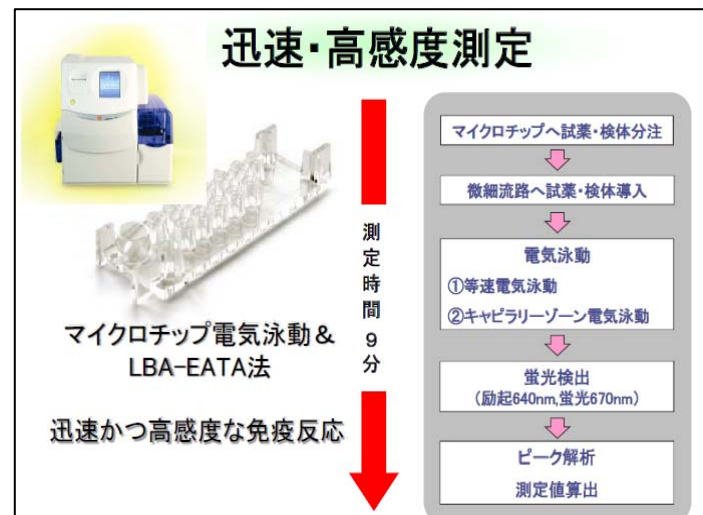 迅速・高感度測定
マイクロチップ電気泳動&
LBA-EATA法
迅速かつ高感度な免疫反応
測定時間 9分
マイクロチップへ試薬・検体分注
微細流路へ試薬・検体導入
電気泳動
①等速電気泳動
②キャピラリーゾーン電気泳動
蛍光検出
(励起640nm,蛍光670nm)
ピーク解析
測定値算出